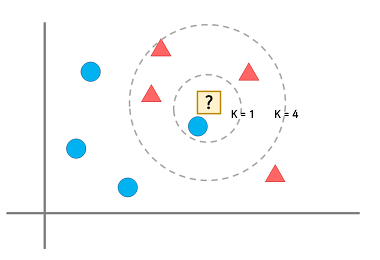 ?
K = 1
K = 4